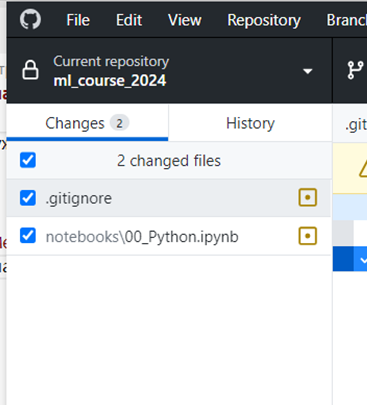 File Edit View Repository Branc
Current repository
ml_course_2024
Changes 2 History
.git
2 changed files
.gitignore
notebooks\00_Python.ipynb